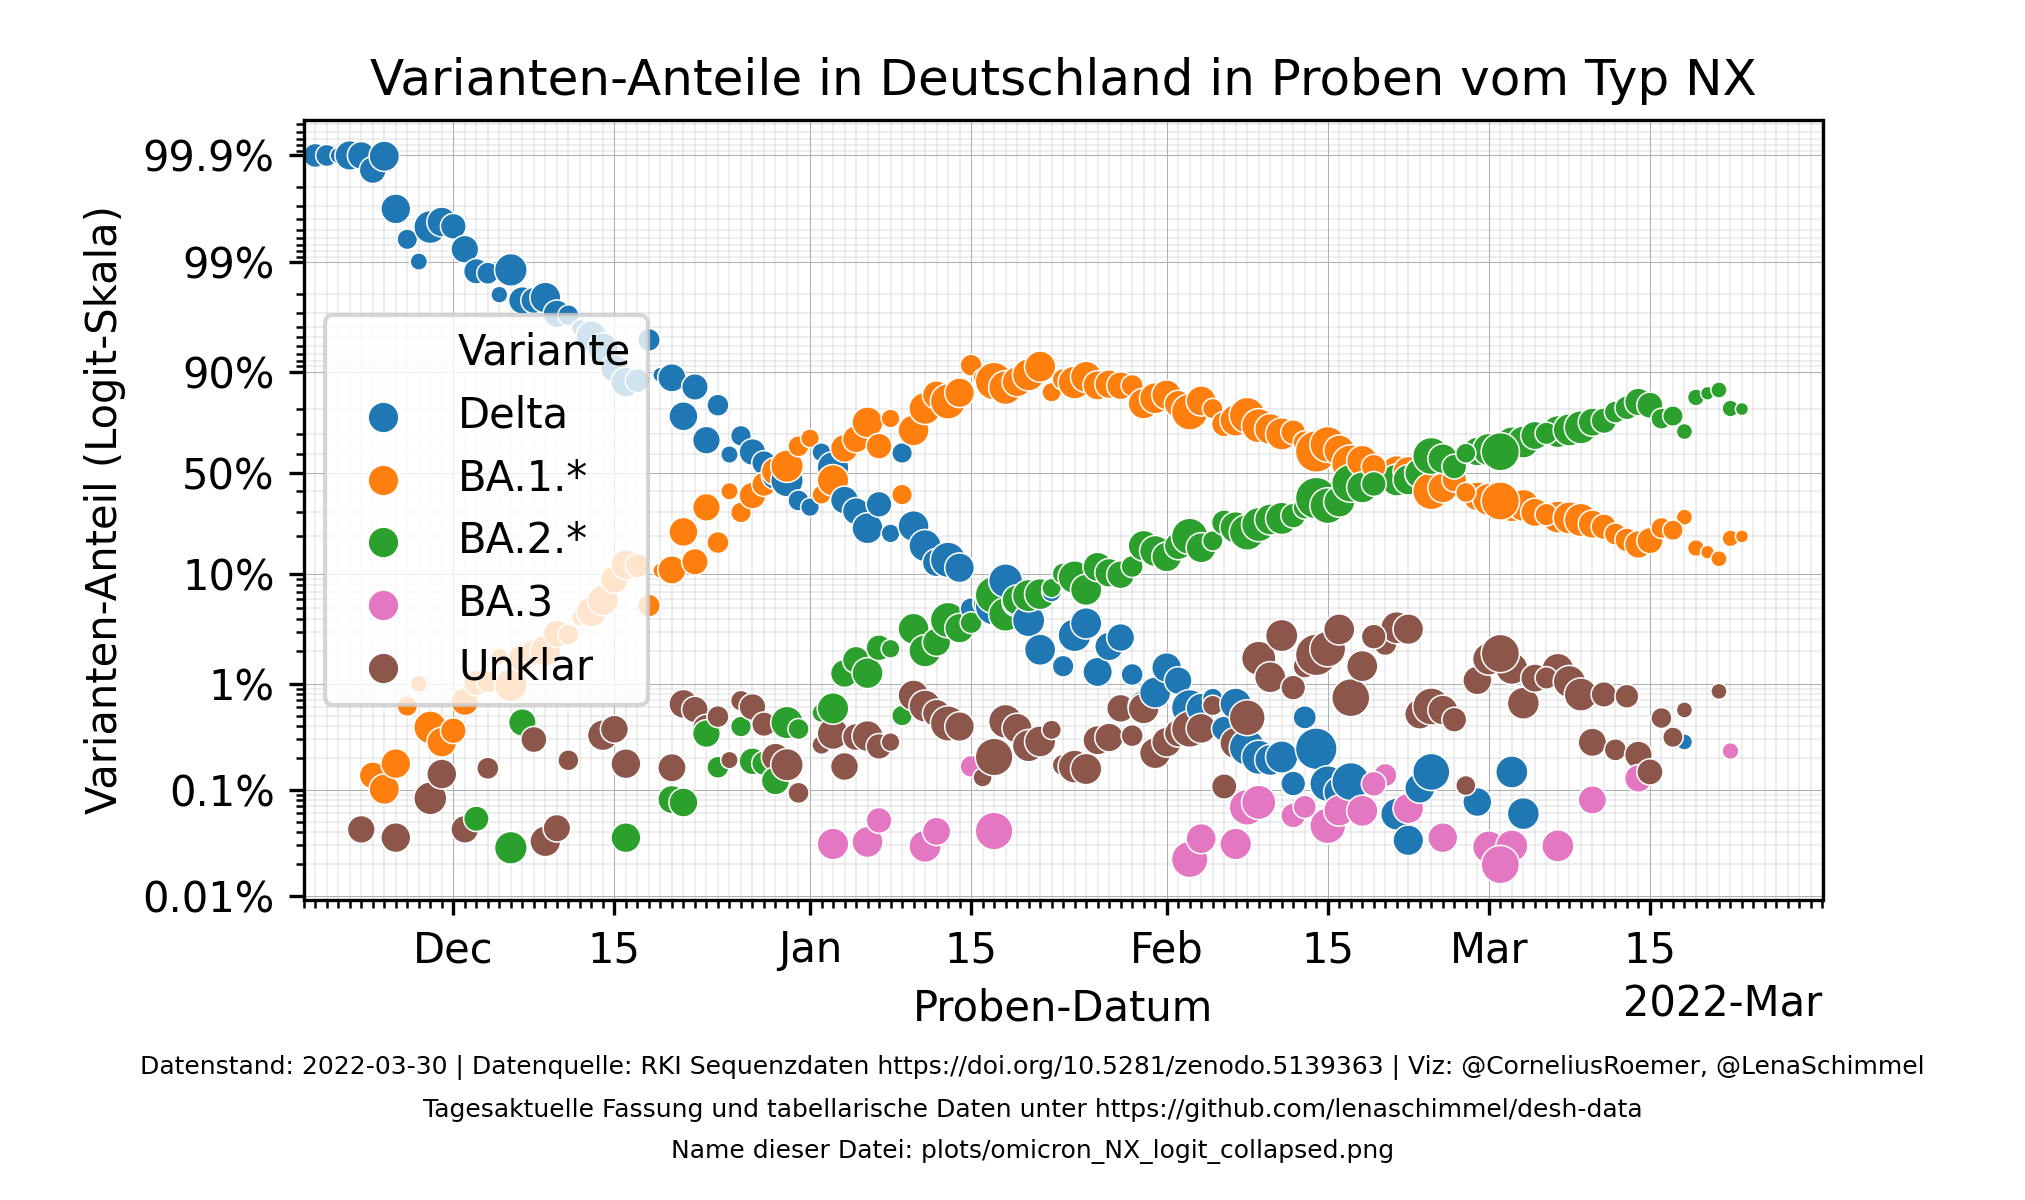 Varianten-Anteile in Deutschland in Proben vom Typ NX
Varianten-Anteil (Logit-Skala)
99.9%
99%
90%
50%
10%
1%
0.1%
0.01%
Variante
Delta
BA.1.*
BA.2.*
BA.3
Unklar
Dec 15 Jan 15 Feb 15 Mar 15
Proben-Datum
2022-Mar
Datenstand: 2022-03-30 | Datenquelle: RKI Sequenzdaten https://doi.org/10.5281/zenodo.5139363 | Viz: @CorneliusRoemer, @LenaSchimmel
Tagesaktuelle Fassung und tabellarische Daten unter https://github.com/lenaschimmel/desh-data
Name dieser Datei: plots/omicron_NX_logit_collapsed.png